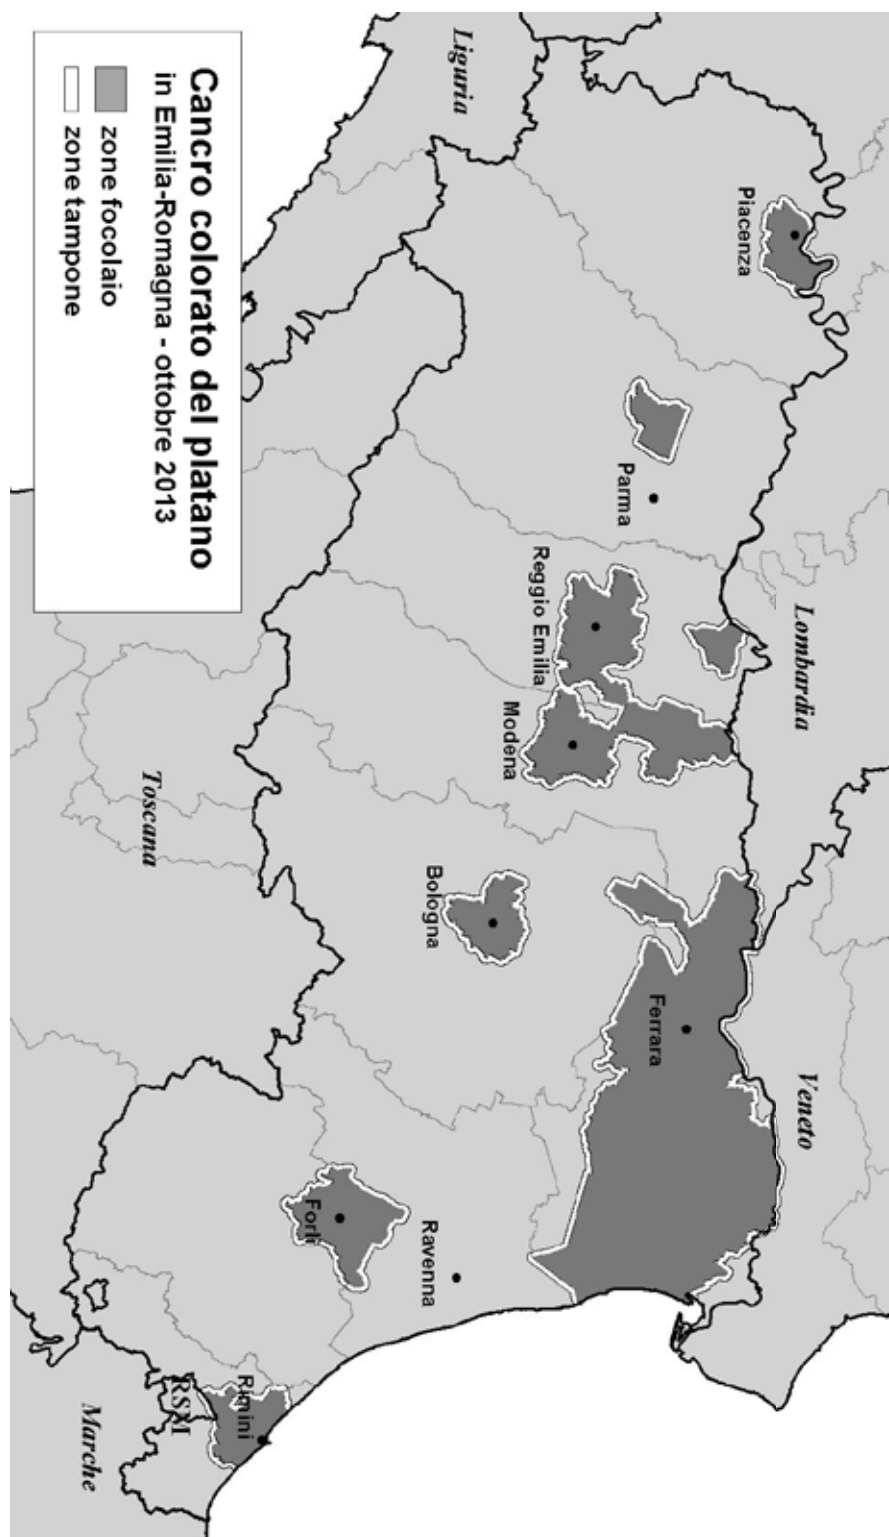 Cancro colorato del platano
in Emilia-Romagna - ottobre 2013
zone focolaio
zone tampone
Liguria
Lombardia
Veneto
Toscana
Marche
RSM
Piacenza
Parma
Reggio Emilia
Modena
Bologna
Ferrara
Forlì
Ravenna
Rimini